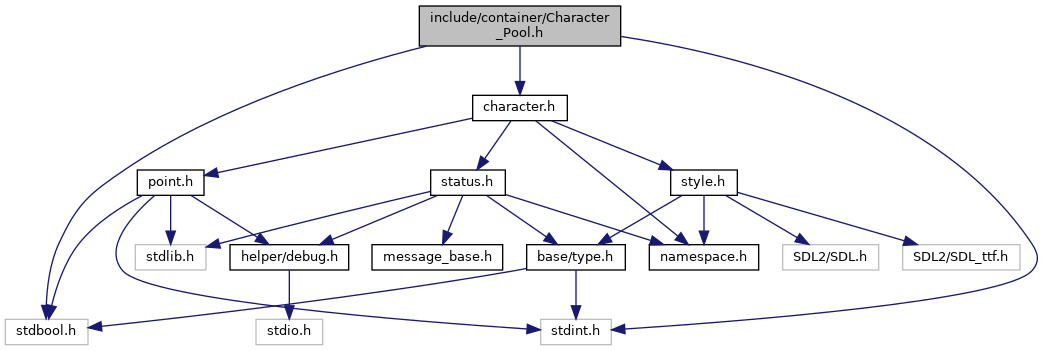 include/container/Character
_Pool.h
character.h
point.h
status.h
style.h
stdlib.h
helper/debug.h
message_base.h
base/type.h
namespace.h
SDL2/SDL.h
SDL2/SDL_ttf.h
stdbool.h
stdio.h
stdint.h